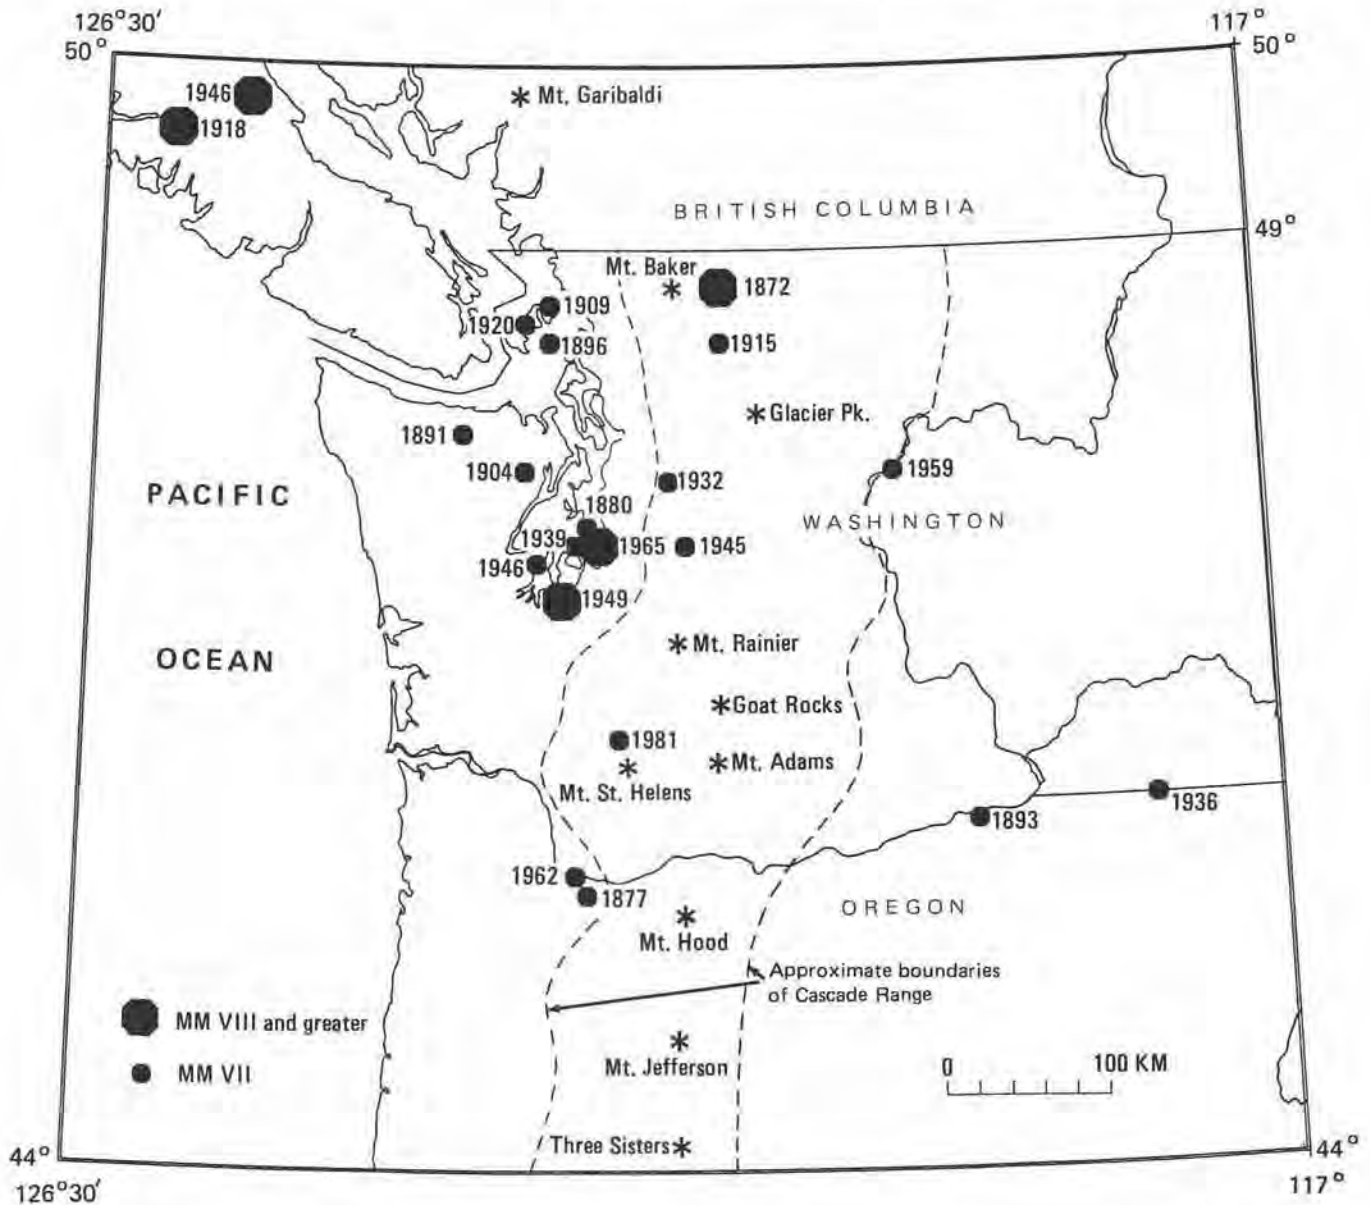 126°30′
117°
50°
50°
1946
1918
* Mt. Garibaldi
BRITISH COLUMBIA
49°
Mt. Baker
*
1872
1909
1920
1896
1915
* Glacier Pk.
1891
1904
1932
1959
PACIFIC
1880
WASHINGTON
1939
1965
1945
1946
1949
OCEAN
* Mt. Rainier
* Goat Rocks
1981
* Mt. Adams
*
Mt. St. Helens
1936
1893
1962
1877
OREGON
*
Mt. Hood
Approximate boundaries
of Cascade Range
MM VIII and greater
*
Mt. Jefferson
0 100 KM
MM VII
Three Sisters *
44°
44°
126°30′
117°